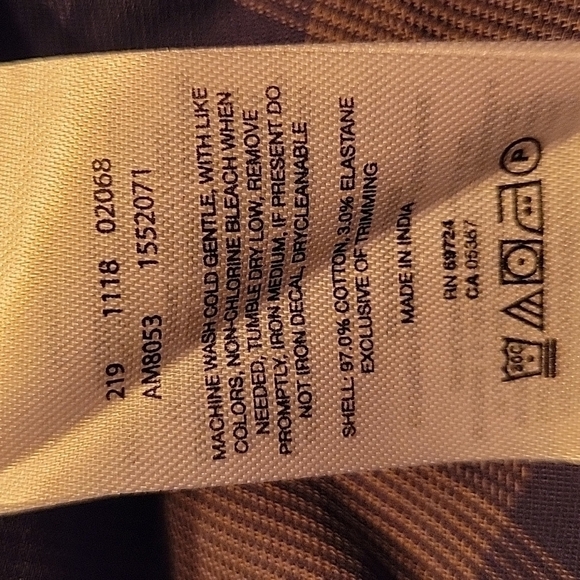 219 1118 02068
AM8053 1552071
MACHINE WASH COLD GENTLE, WITH LIKE
COLORS, NON-CHLORINE BLEACH WHEN
NEEDED, TUMBLE DRY LOW, REMOVE
PROMPTLY, IRON MEDIUM, IF PRESENT DO
NOT IRON DECAL, DRYCLEANABLE
SHELL: 97.0% COTTON, 3.0% ELASTANE
EXCLUSIVE OF TRIMMING
MADE IN INDIA
RN 69724
CA 05367
30C
P